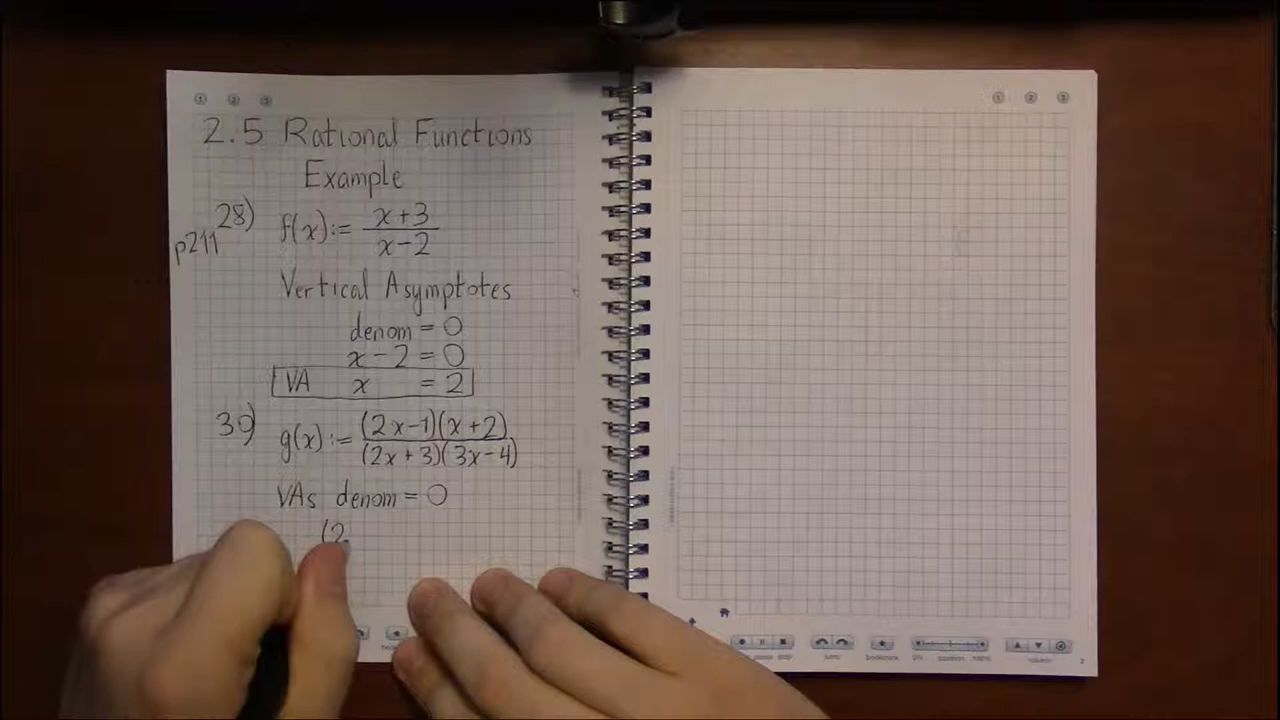 2.5 Rational Functions
Example
p211 28) f(x):= x+3 / x-2
Vertical Asymptotes
denom = 0
x - 2 = 0
VA x = 2
30) g(x):= (2x-1)(x+2) / (2x+3)(3x-4)
VAs denom = 0
(2